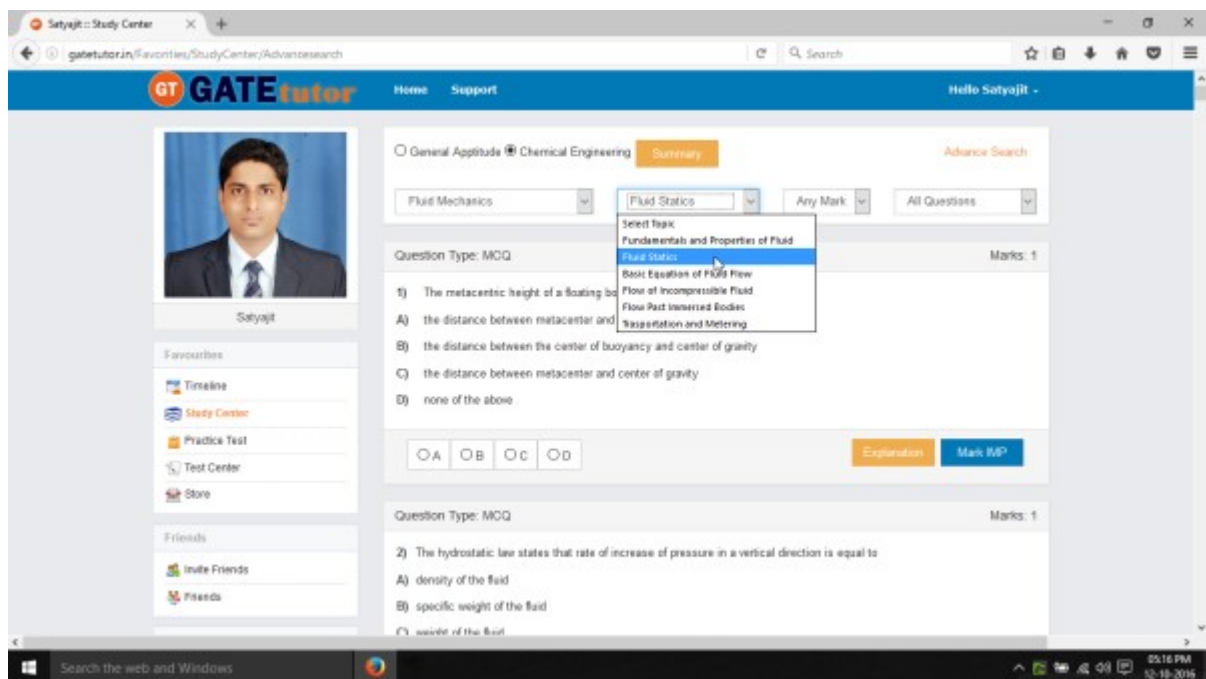 Satyajit :: Study Center
gatetutor.in/Favorities/StudyCenter/Advancesearch
Search
GT GATEtutor
Home Support
Hello Satyajit
General Apptitude Chemical Engineering Summary
Advance Search
Fluid Mechanics
Fluid Statics
Any Mark
All Questions
Select Topic
Fundamentals and Properties of Fluid
Fluid Statics
Basic Equation of Fluid Flow
Flow of Incompressible Fluid
Flow Past Immersed Bodies
Trasportation and Metering
Question Type: MCQ
Marks: 1
1) The metacentric height of a floating bo
A) the distance between metacenter and
B) the distance between the center of buoyancy and center of gravity
C) the distance between metacenter and center of gravity
D) none of the above
A B C D
Explanation
Mark IMP
Question Type: MCQ
Marks: 1
2) The hydrostatic law states that rate of increase of pressure in a vertical direction is equal to
A) density of the fluid
B) specific weight of the fluid
C) weight of the fluid
Satyajit
Favourites
Timeline
Study Center
Practice Test
Test Center
Store
Friends
Invite Friends
Friends
Search the web and Windows
05:16 PM
12-10-2016